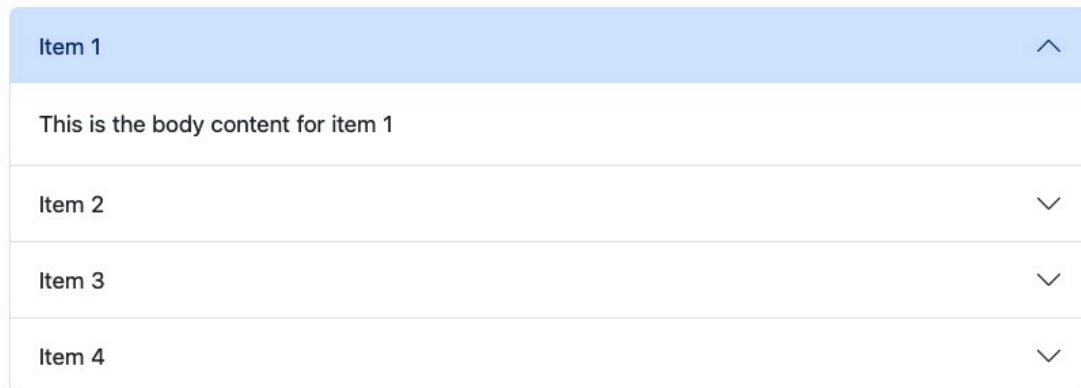 Item 1
This is the body content for item 1
Item 2
Item 3
Item 4